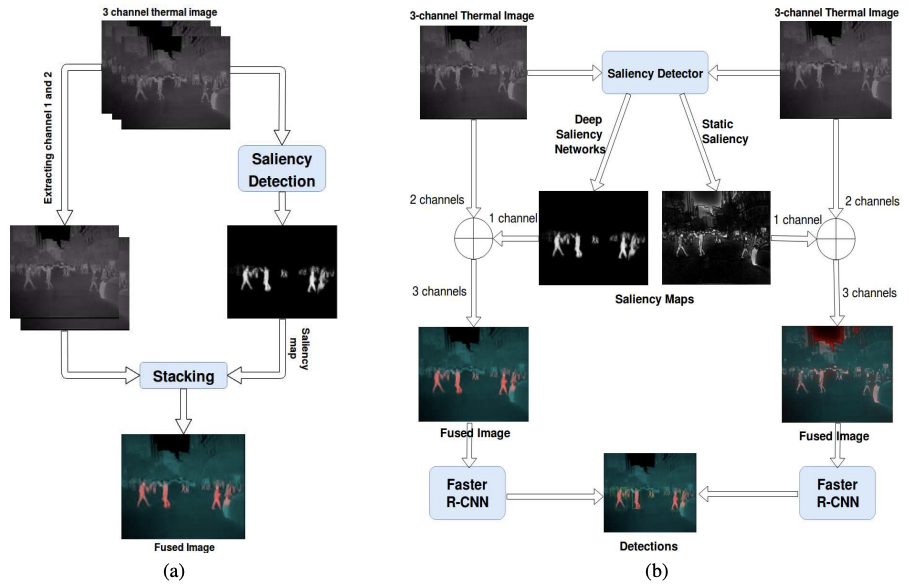 3 channel thermal image
Extracting channel 1 and 2
Saliency
Detection
Saliency
map
Stacking
Fused Image
(a)
3-channel Thermal Image
3-channel Thermal Image
Saliency Detector
Deep
Saliency
Networks
Static
Saliency
2 channels
1 channel
1 channel
2 channels
3 channels
Saliency Maps
3 channels
Fused Image
Fused Image
Faster
R-CNN
Faster
R-CNN
Detections
(b)